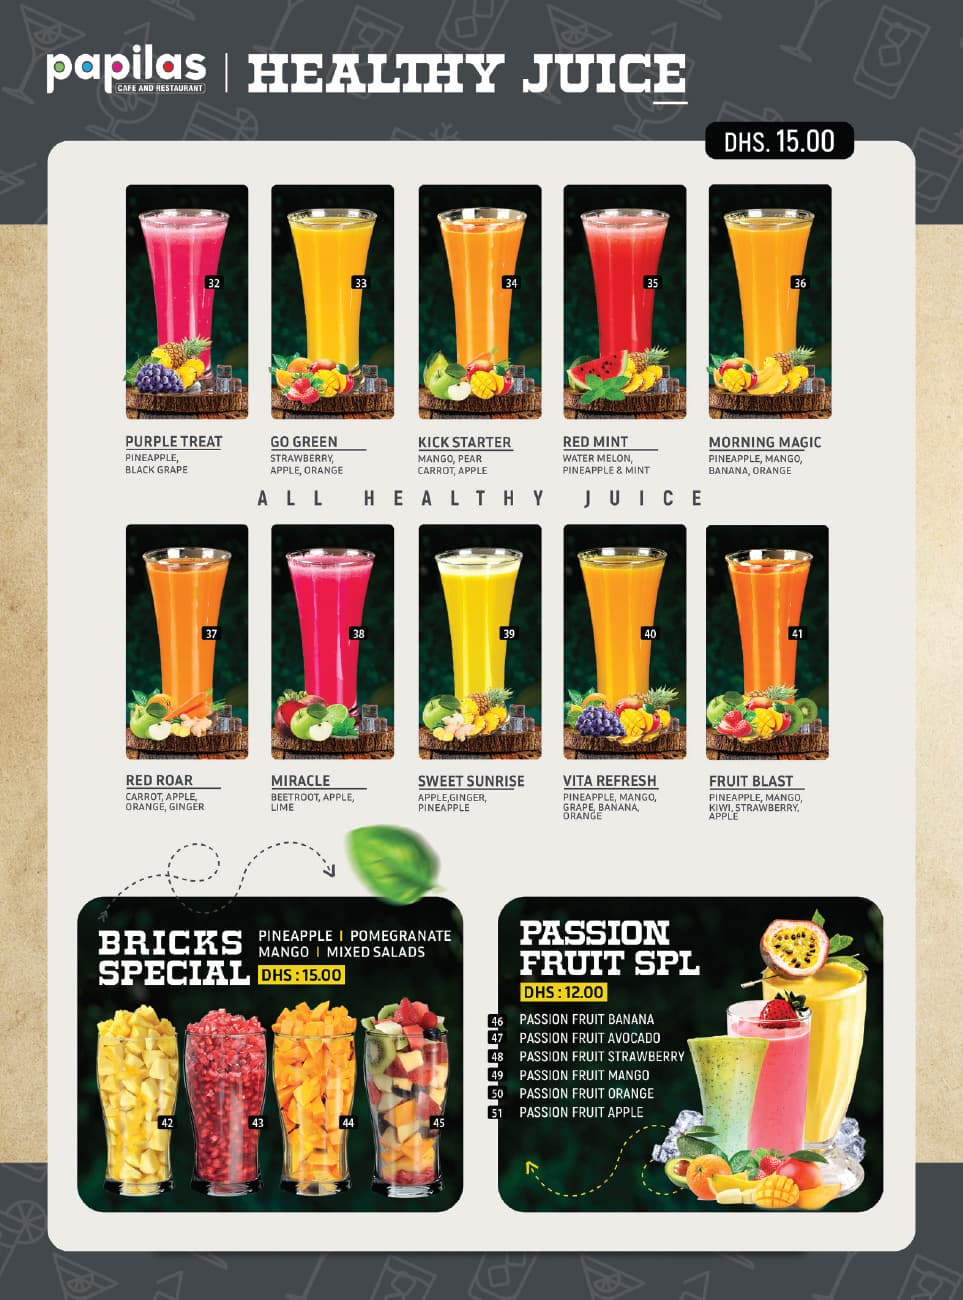 papilas
CAFE AND RESTAURANT
HEALTHY JUICE
DHS. 15.00
32
33
34
35
36
PURPLE TREAT
PINEAPPLE,
BLACK GRAPE
GO GREEN
STRAWBERRY,
APPLE, ORANGE
KICK STARTER
MANGO, PEAR
CARROT, APPLE
RED MINT
WATER MELON,
PINEAPPLE & MINT
MORNING MAGIC
PINEAPPLE, MANGO,
BANANA, ORANGE
ALL HEALTHY JUICE
37
38
39
40
41
RED ROAR
CARROT, APPLE,
ORANGE, GINGER
MIRACLE
BEETROOT, APPLE,
LIME
SWEET SUNRISE
APPLE,GINGER,
PINEAPPLE
VITA REFRESH
PINEAPPLE, MANGO,
GRAPE, BANANA,
ORANGE
FRUIT BLAST
PINEAPPLE, MANGO,
KIWI, STRAWBERRY,
APPLE
BRICKS
SPECIAL
PINEAPPLE | POMEGRANATE
MANGO | MIXED SALADS
DHS : 15.00
42
43
44
45
PASSION
FRUIT SPL
DHS : 12.00
46 PASSION FRUIT BANANA
47 PASSION FRUIT AVOCADO
48 PASSION FRUIT STRAWBERRY
49 PASSION FRUIT MANGO
50 PASSION FRUIT ORANGE
51 PASSION FRUIT APPLE